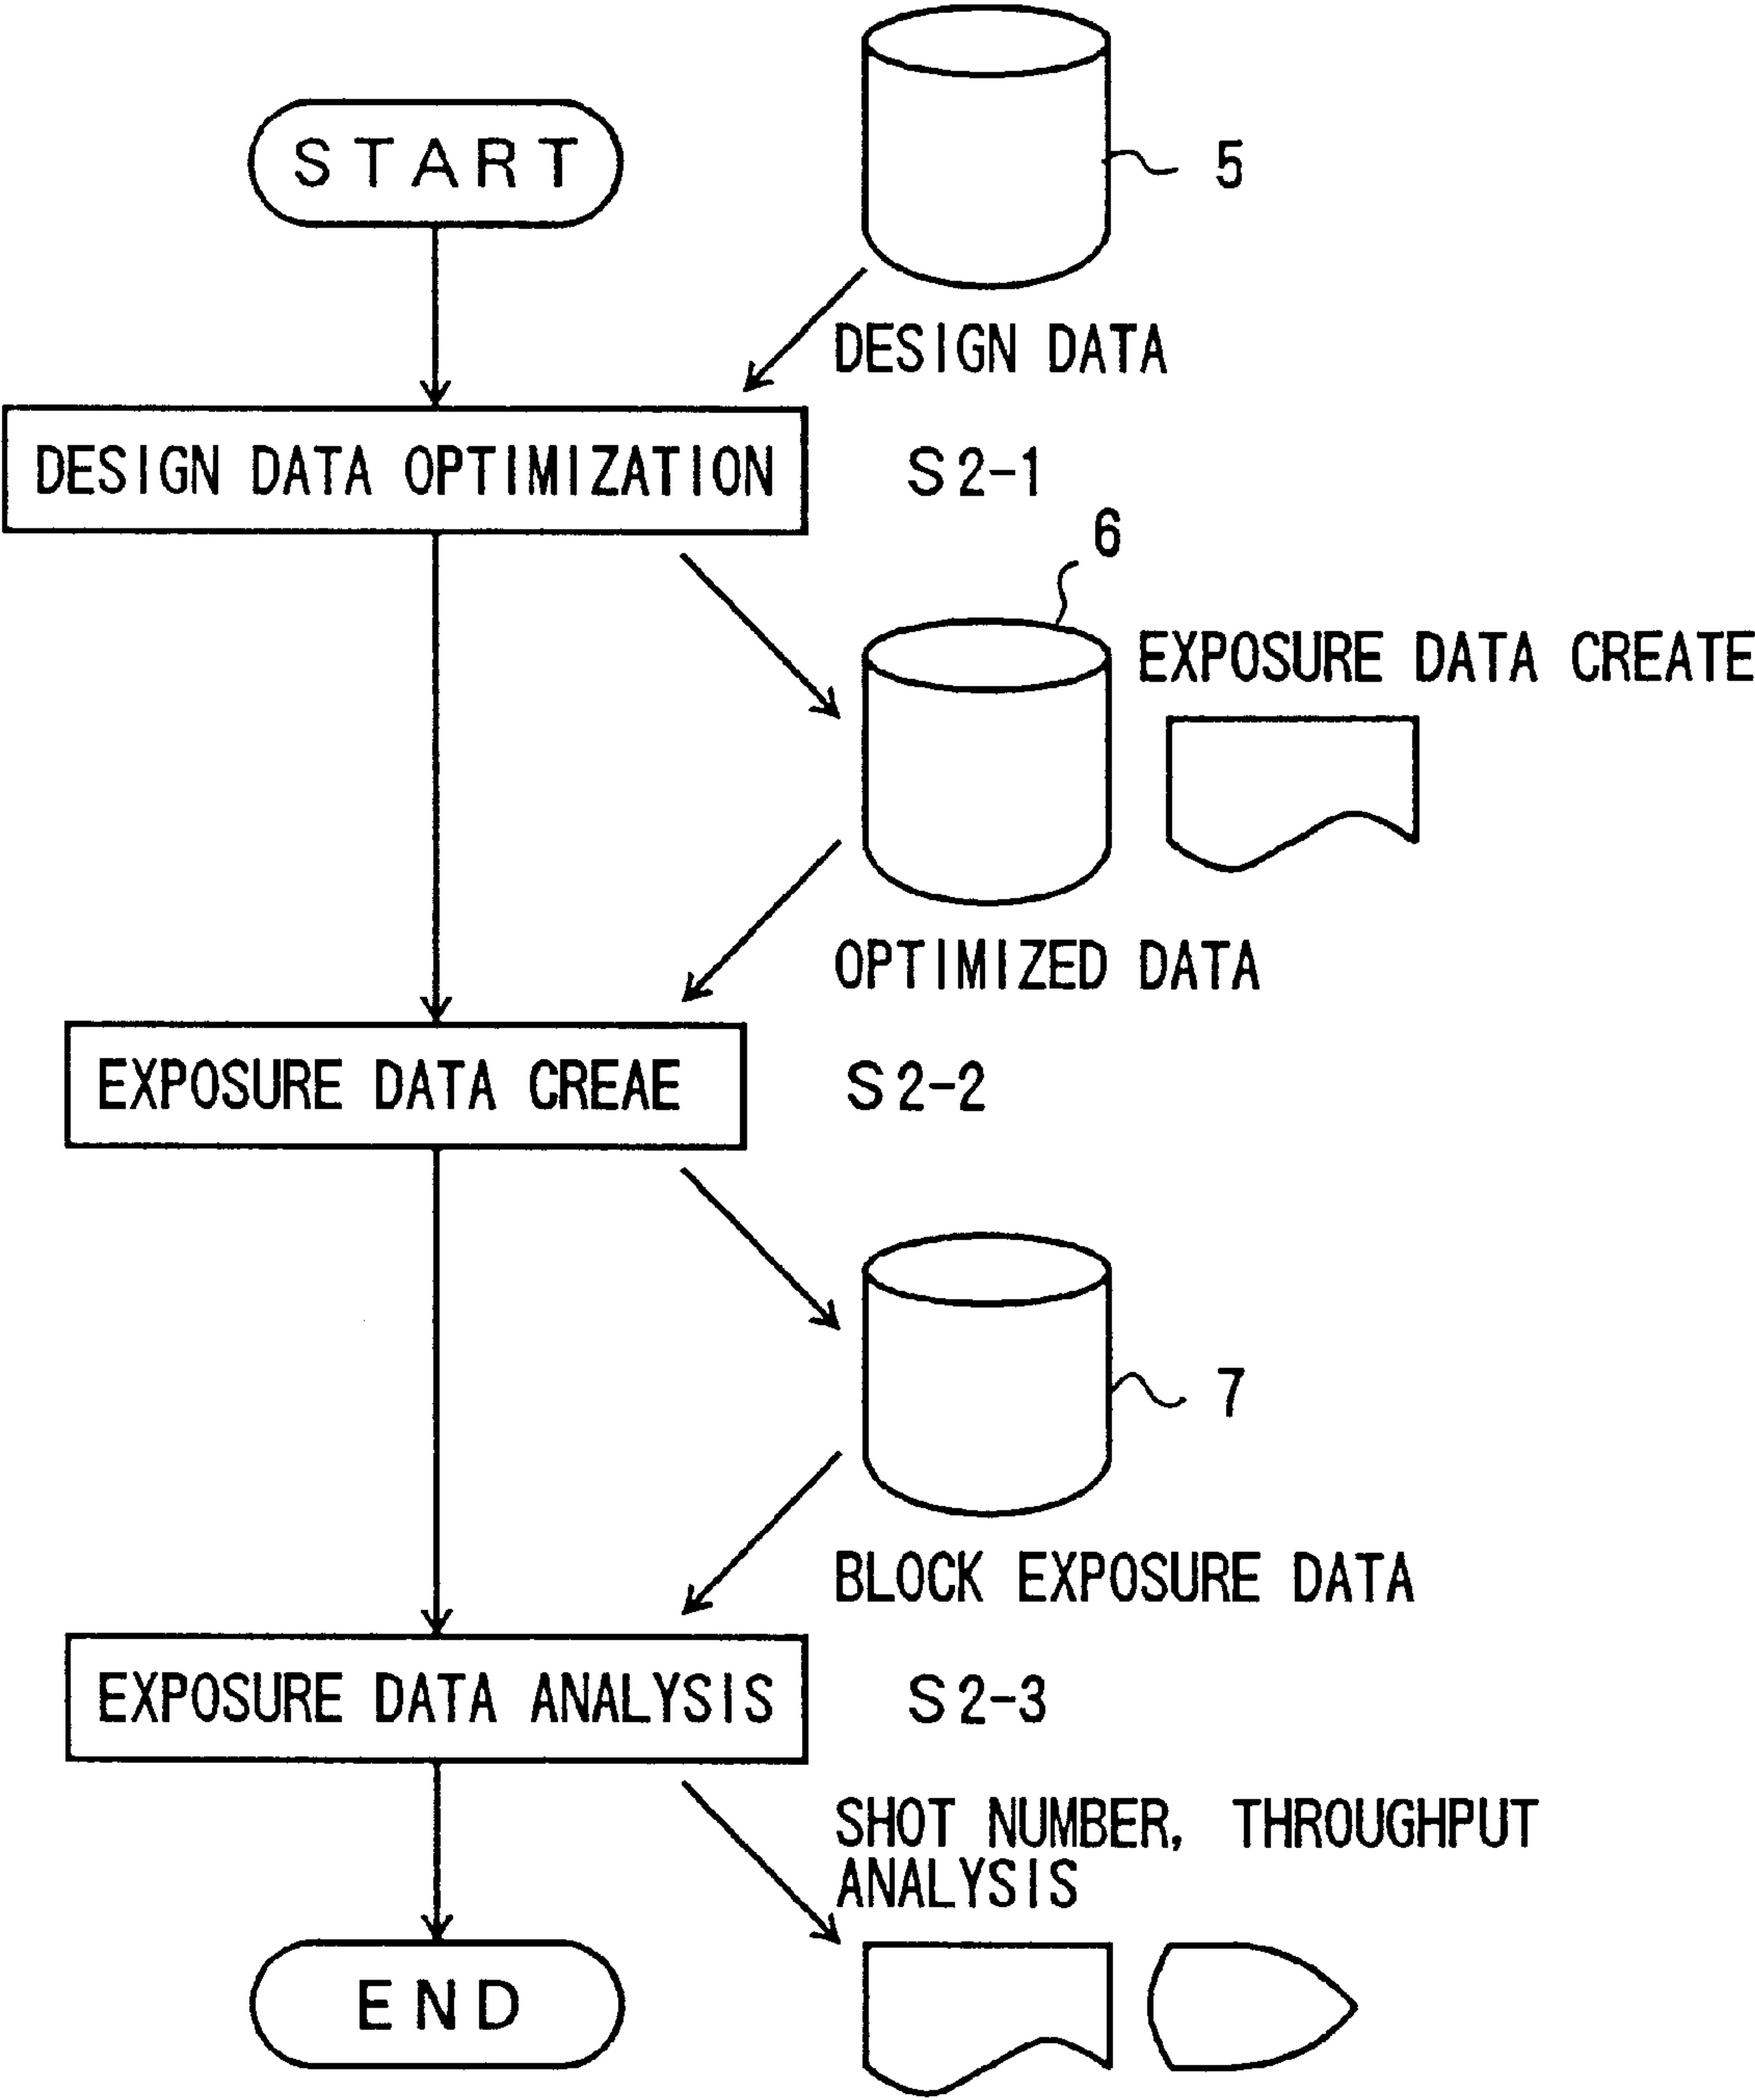 START
5
DESIGN DATA
DESIGN DATA OPTIMIZATION
S2-1
6
EXPOSURE DATA CREATE
OPTIMIZED DATA
EXPOSURE DATA CREAE
S2-2
7
BLOCK EXPOSURE DATA
EXPOSURE DATA ANALYSIS
S2-3
SHOT NUMBER, THROUGHPUT
ANALYSIS
END